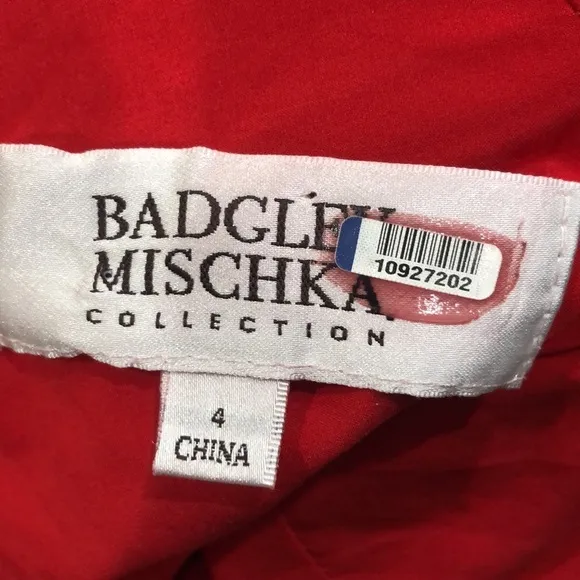 BADGLEY
MISCHKA
COLLECTION
10927202
4
CHINA